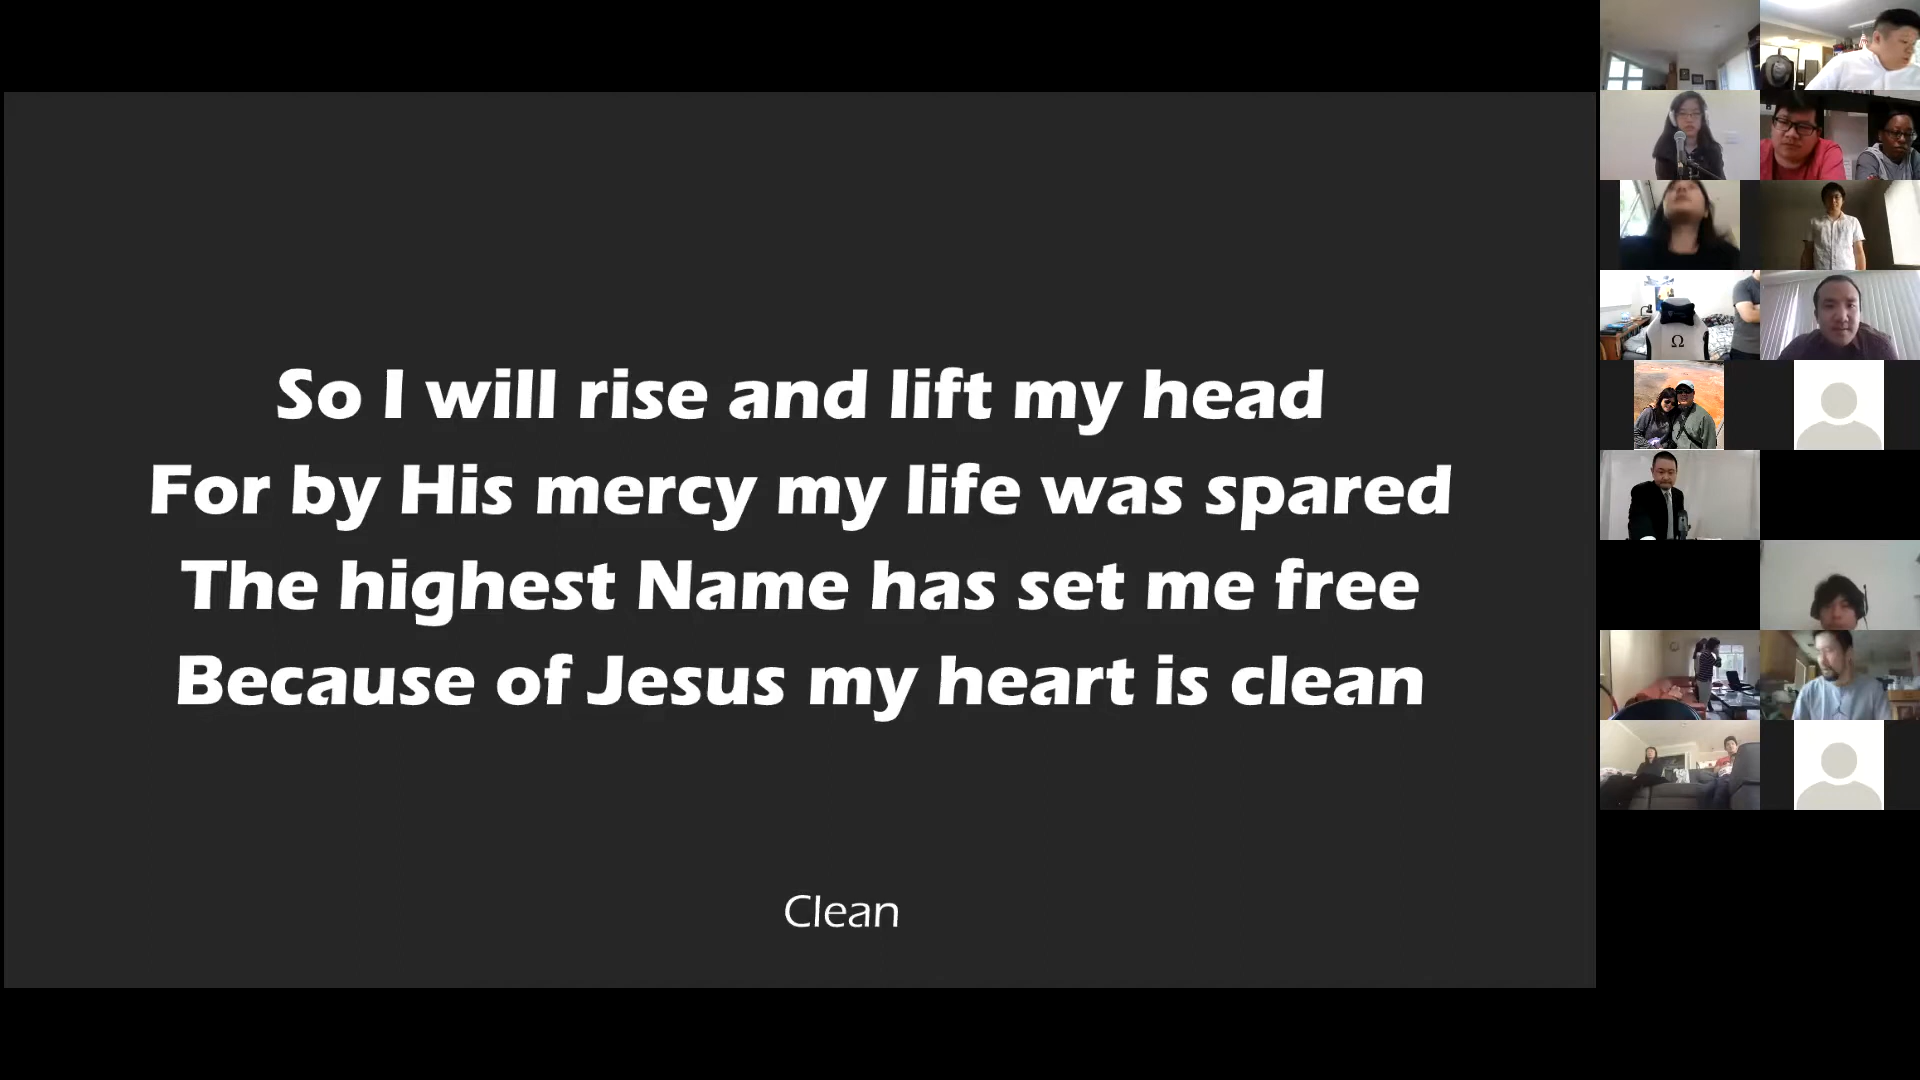 So I will rise and lift my head
For by His mercy my life was spared
The highest Name has set me free
Because of Jesus my heart is clean
Clean
Ω